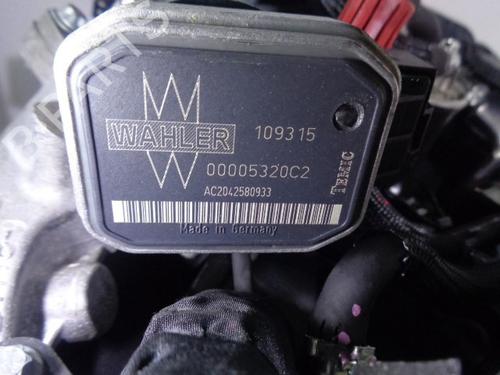 WAHLER 109315
00005320C2
AC2042580933
Made in Germany
TEMIC